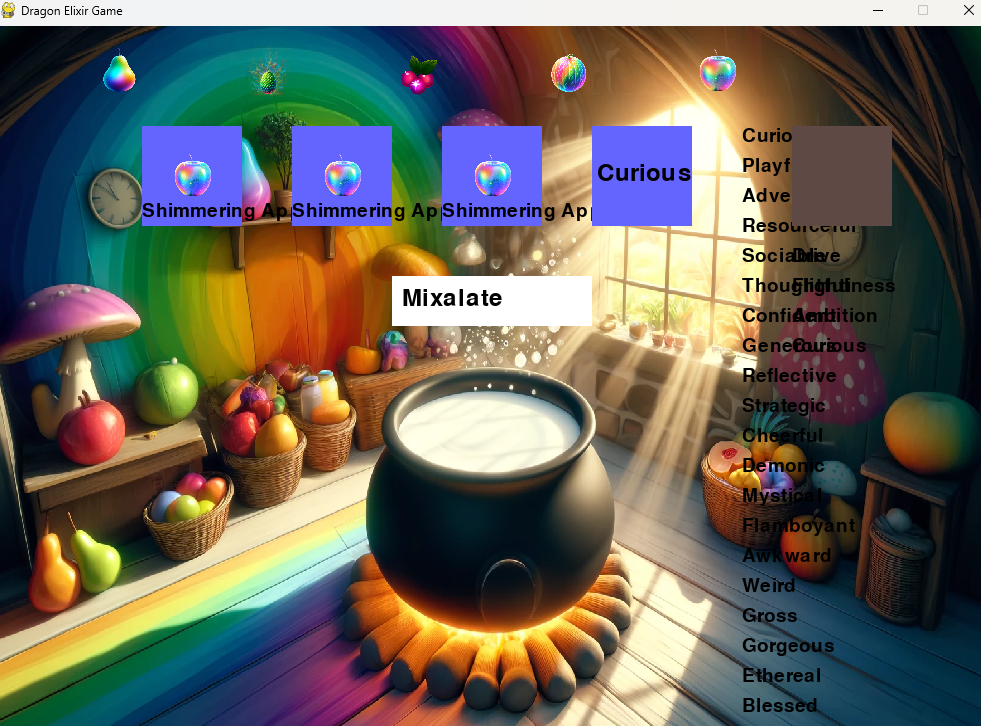 Dragon Elixir Game
Shimmering Ap
Shimmering Ap
Shimmering Ap
Curious
Mixalate
Curio
Playf
Adve
Resourceful
Sociable
Drive
Thoughtful
Confident
Ambition
Generous
Curious
Reflective
Strategic
Cheerful
Demonic
Mystical
Flamboyant
Awkward
Weird
Gross
Gorgeous
Ethereal
Blessed